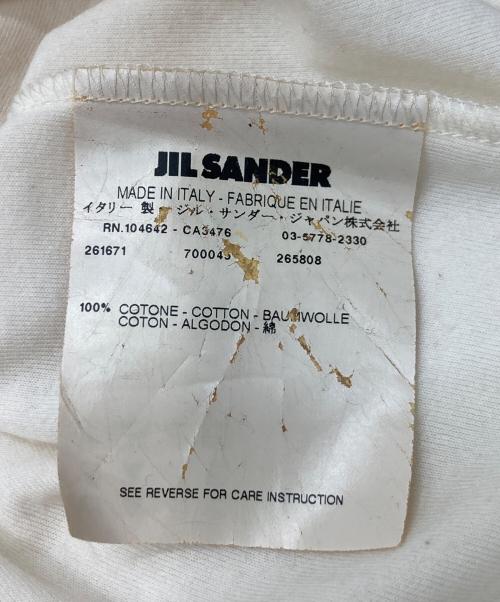 JIL SANDER
MADE IN ITALY - FABRIQUE EN ITALIE
イタリー 製 ジル・サンダー・ジャパン株式会社
RN.104642 - CA3476 03-5778-2330
261671 265808
100% COTONE - COTTON - BAUMWOLLE
COTON - ALGODON - 綿
SEE REVERSE FOR CARE INSTRUCTION